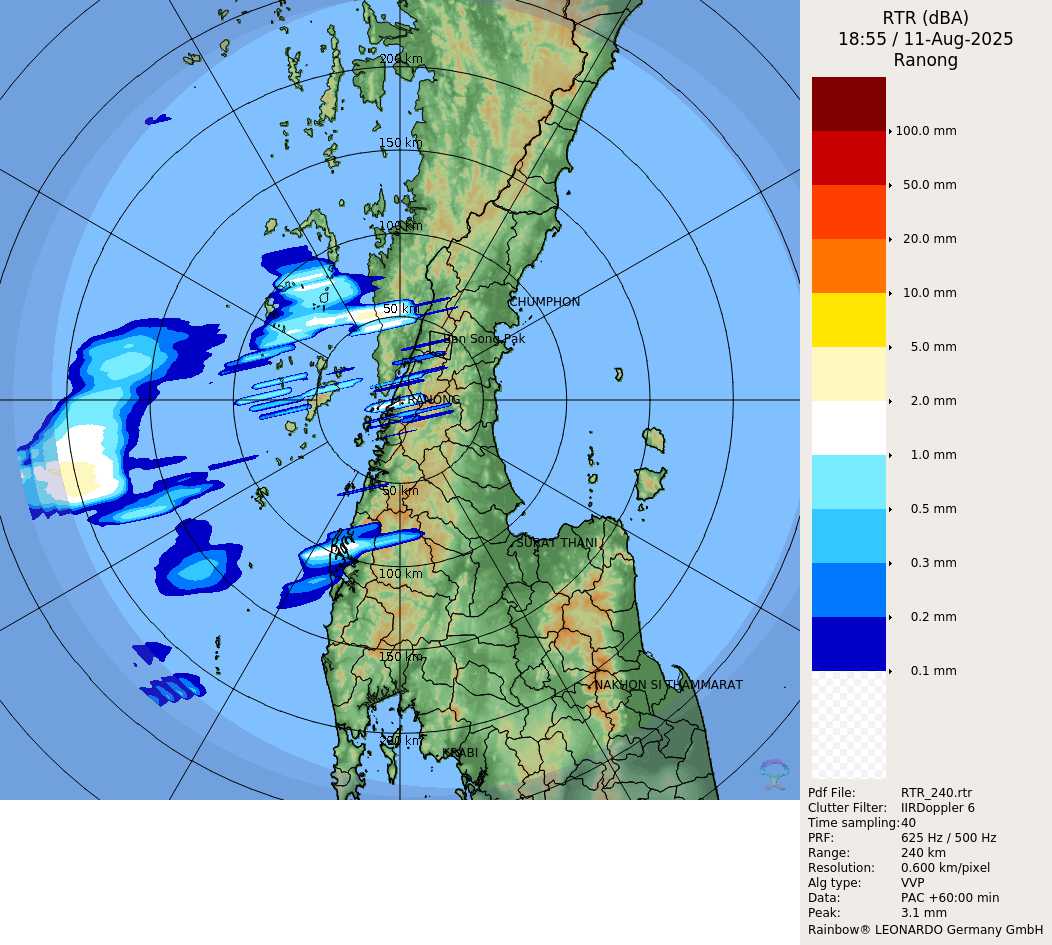 RTR (dBA)
18:55 / 11-Aug-2025
Ranong
200 km
150 km
100 km
50 km
CHUMPHON
Ban Song Pak
RANONG
50 km
SURAT THANI
100 km
150 km
NAKHON SI THAMMARAT
200 km
KRABI
100.0 mm
50.0 mm
20.0 mm
10.0 mm
5.0 mm
2.0 mm
1.0 mm
0.5 mm
0.3 mm
0.2 mm
0.1 mm
Pdf File: RTR_240.rtr
Clutter Filter: IIRDoppler 6
Time sampling:40
PRF: 625 Hz / 500 Hz
Range: 240 km
Resolution: 0.600 km/pixel
Alg type: VVP
Data: PAC +60:00 min
Peak: 3.1 mm
Rainbow® LEONARDO Germany GmbH